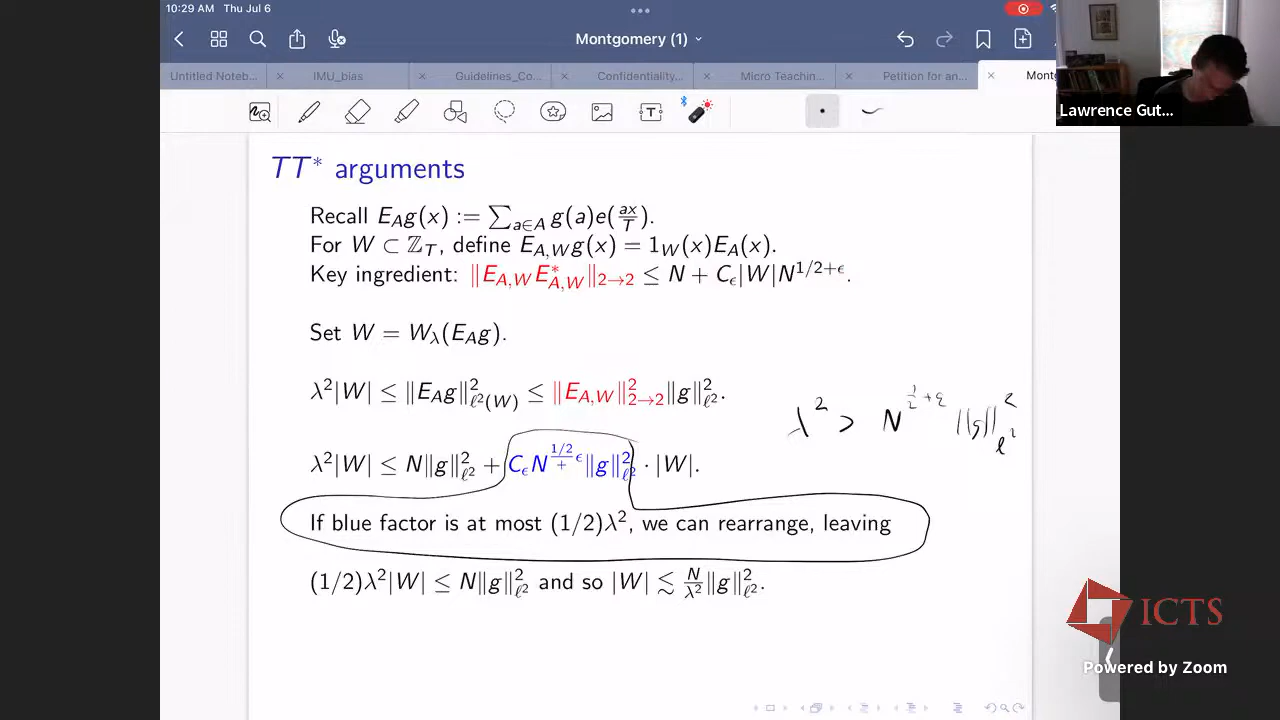 10:29 AM Thu Jul 6
Montgomery (1)
Untitled Noteb...
IMU_bias
Guidelines_Co...
Confidentiality,...
Micro Teachin...
Petition for an...
Mont
Lawrence Gut...
TT* arguments
Recall E_A g(x) := ∑_{a∈A} g(a)e(ax/T).
For W ⊂ ℤ_T, define E_{A,W}g(x) = 1_W(x)E_A(x).
Key ingredient: ‖E_{A,W}E*_{A,W}‖_{2→2} ≤ N + C_ϵ|W|N^{1/2+ϵ}.
Set W = W_λ(E_A g).
λ²|W| ≤ ‖E_A g‖²_{ℓ²(W)} ≤ ‖E_{A,W}‖²_{2→2}‖g‖²_{ℓ²}.
λ² > N^{1/2+ε} ‖g‖²_{ℓ²}
λ²|W| ≤ N‖g‖²_{ℓ²} + C_ϵN^{1/2+ϵ}‖g‖²_{ℓ²} · |W|.
If blue factor is at most (1/2)λ², we can rearrange, leaving
(1/2)λ²|W| ≤ N‖g‖²_{ℓ²} and so |W| ≲ N/λ² ‖g‖²_{ℓ²}.
ICTS
Powered by Zoom